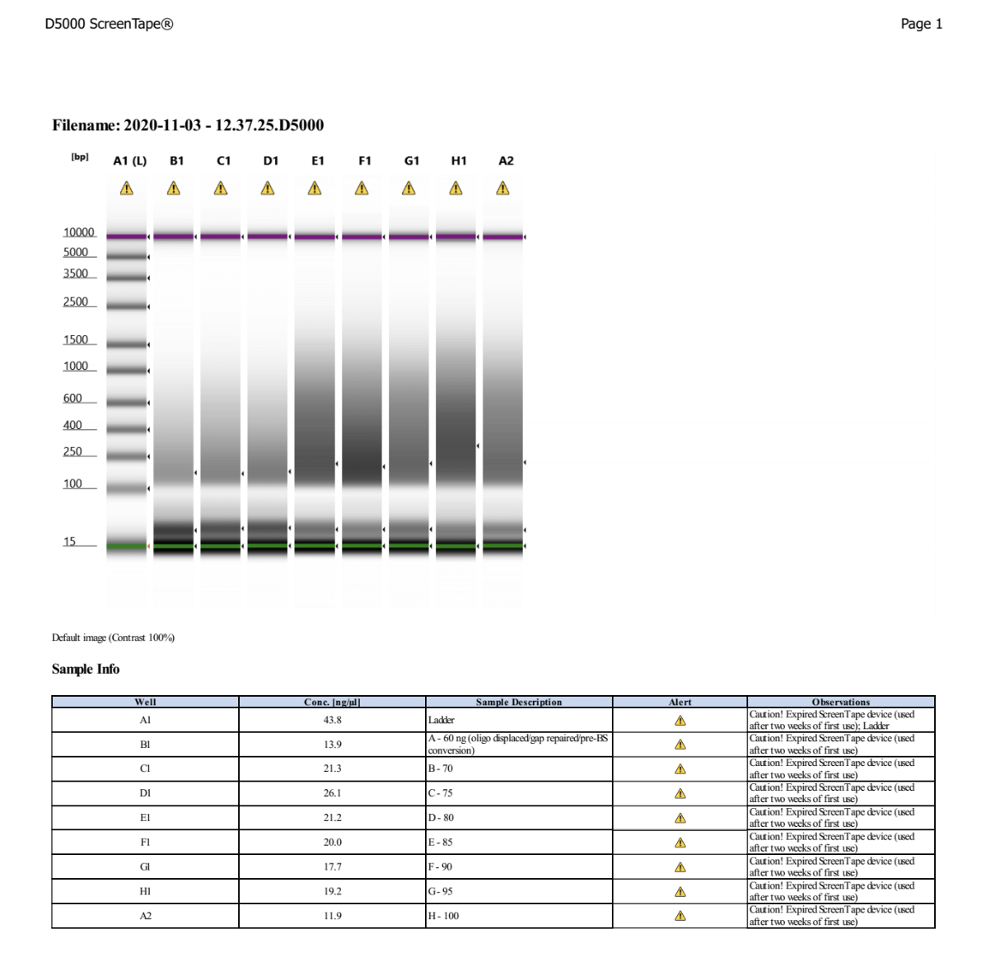 D5000 ScreenTape® Page 1
Filename: 2020-11-03 - 12.37.25.D5000
[bp] A1 (L) B1 C1 D1 E1 F1 G1 H1 A2
10000
5000
3500
2500
1500
1000
600
400
250
100
15
Default image (Contrast 100%)
Sample Info
Well Conc. [ng/µl] Sample Description Alert Observations
A1 43.8 Ladder Caution! Expired ScreenTape device (used
after two weeks of first use); Ladder
B1 13.9 A - 60 ng (oligo displaced/gap repaired/pre-BS Caution! Expired ScreenTape device (used
conversion) after two weeks of first use)
C1 21.3 B - 70 Caution! Expired ScreenTape device (used
after two weeks of first use)
D1 26.1 C - 75 Caution! Expired ScreenTape device (used
after two weeks of first use)
E1 21.2 D - 80 Caution! Expired ScreenTape device (used
after two weeks of first use)
F1 20.0 E - 85 Caution! Expired ScreenTape device (used
after two weeks of first use)
G1 17.7 F - 90 Caution! Expired ScreenTape device (used
after two weeks of first use)
H1 19.2 G - 95 Caution! Expired ScreenTape device (used
after two weeks of first use)
A2 11.9 H - 100 Caution! Expired ScreenTape device (used
after two weeks of first use)